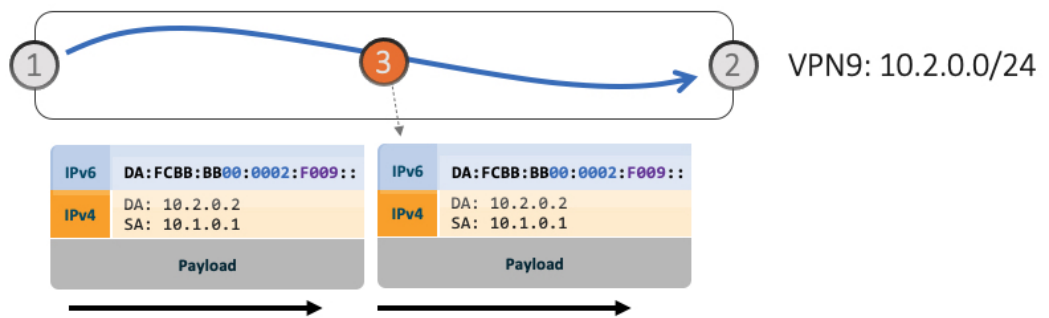 1
3
2
VPN9: 10.2.0.0/24
IPv6 DA:FCBB:BB00:0002:F009::
IPv4 DA: 10.2.0.2
SA: 10.1.0.1
Payload
IPv6 DA:FCBB:BB00:0002:F009::
IPv4 DA: 10.2.0.2
SA: 10.1.0.1
Payload